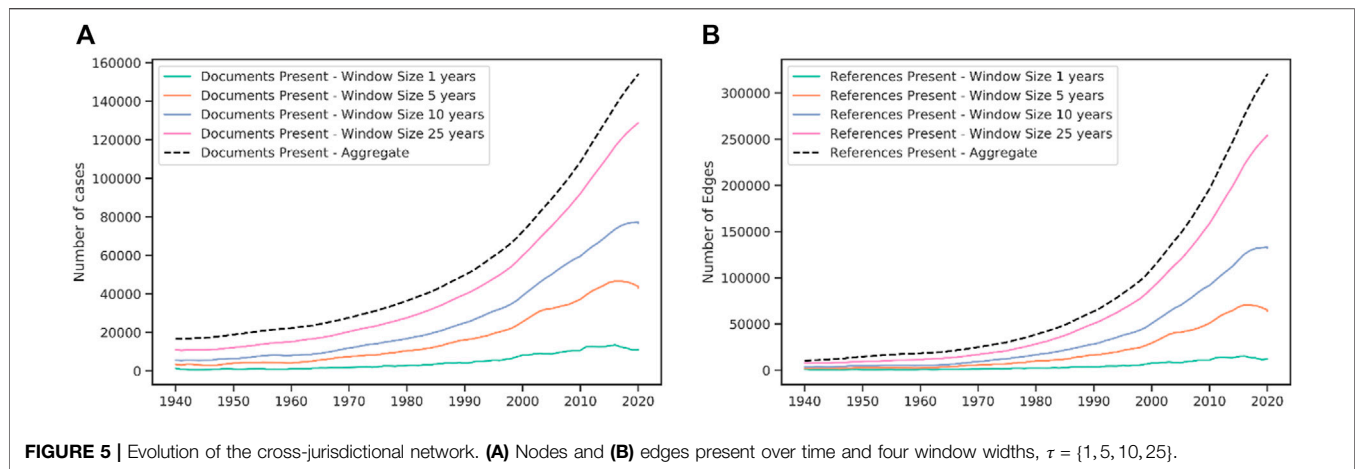 A
160000
140000
120000
100000
80000
60000
40000
20000
0
Number of cases
Documents Present - Window Size 1 years
Documents Present - Window Size 5 years
Documents Present - Window Size 10 years
Documents Present - Window Size 25 years
Documents Present - Aggregate
1940 1950 1960 1970 1980 1990 2000 2010 2020
B
300000
250000
200000
150000
100000
50000
0
Number of Edges
References Present - Window Size 1 years
References Present - Window Size 5 years
References Present - Window Size 10 years
References Present - Window Size 25 years
References Present - Aggregate
1940 1950 1960 1970 1980 1990 2000 2010 2020
FIGURE 5 | Evolution of the cross-jurisdictional network. (A) Nodes and (B) edges present over time and four window widths, τ = {1, 5, 10, 25}.